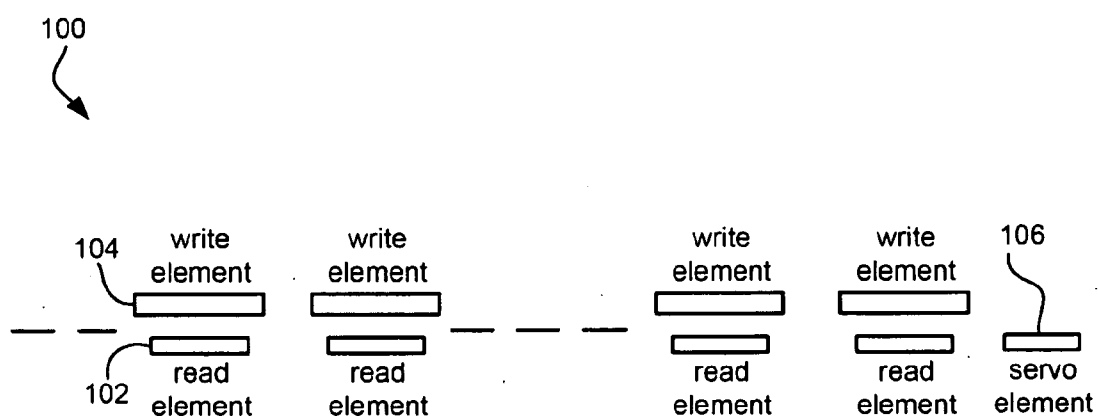 100
write write write write 106
104 element element element element
102 read read read read servo
element element element element element